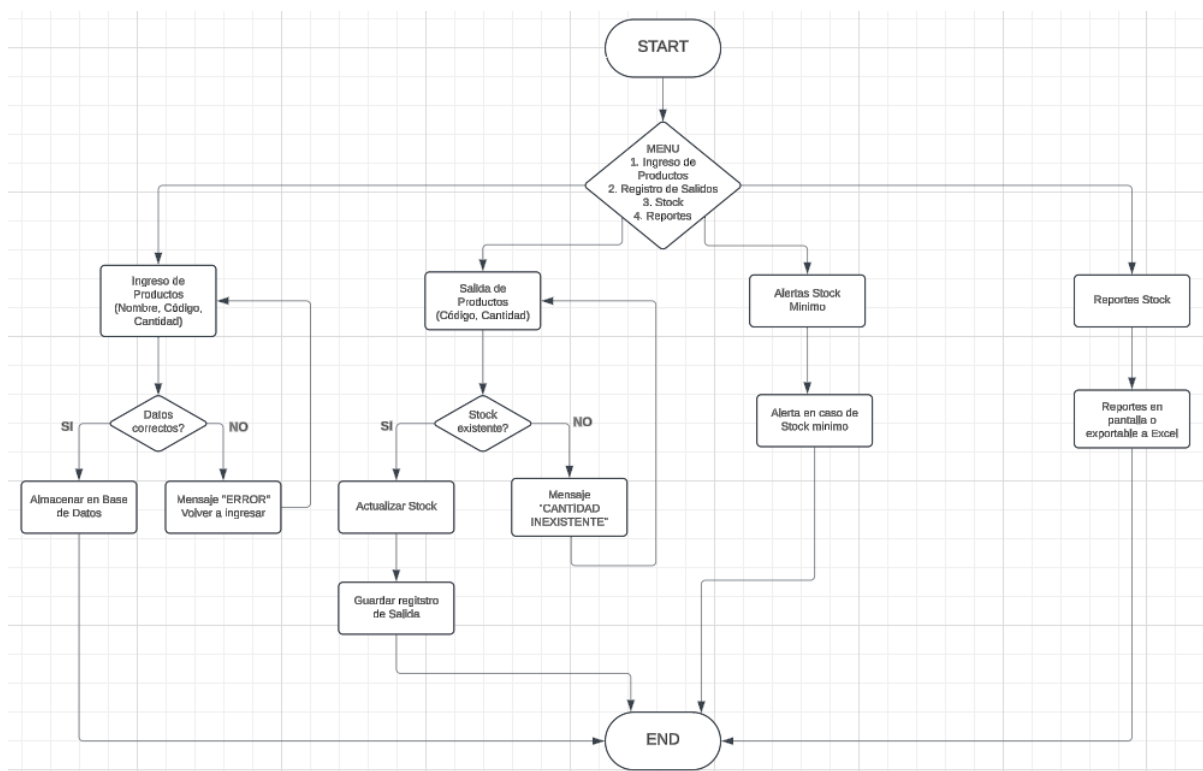 START
MENU
1. Ingreso de
Productos
2. Registro de Salidos
3. Stock
4. Reportes
Ingreso de
Productos
(Nombre, Código,
Cantidad)
Salida de
Productos
(Código, Cantidad)
Alertas Stock
Minimo
Reportes Stock
Datos
correctos?
SI
NO
Stock
existente?
SI
NO
Alerta en caso de
Stock minimo
Reportes en
pantalla o
exportable a Excel
Almacenar en Base
de Datos
Mensaje "ERROR"
Volver a ingresar
Actualizar Stock
Mensaje
"CANTIDAD
INEXISTENTE"
Guardar regitstro
de Salida
END